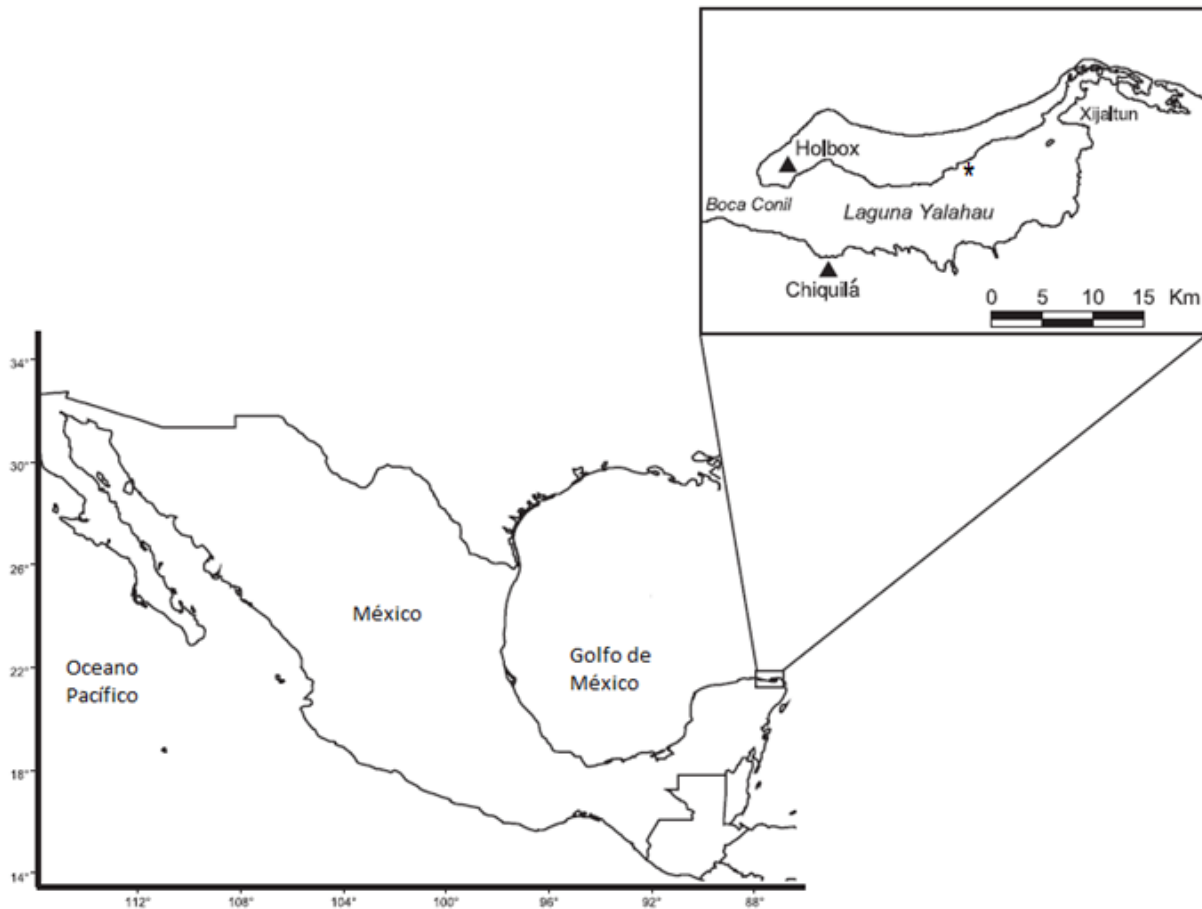 Xijaltun
Holbox
*
Boca Conil
Laguna Yalahau
Chiquilá
0 5 10 15 Km
34°
30°
26°
22°
18°
14°
México
Golfo de
México
Oceano
Pacífico
112° 108° 104° 100° 96° 92° 88°